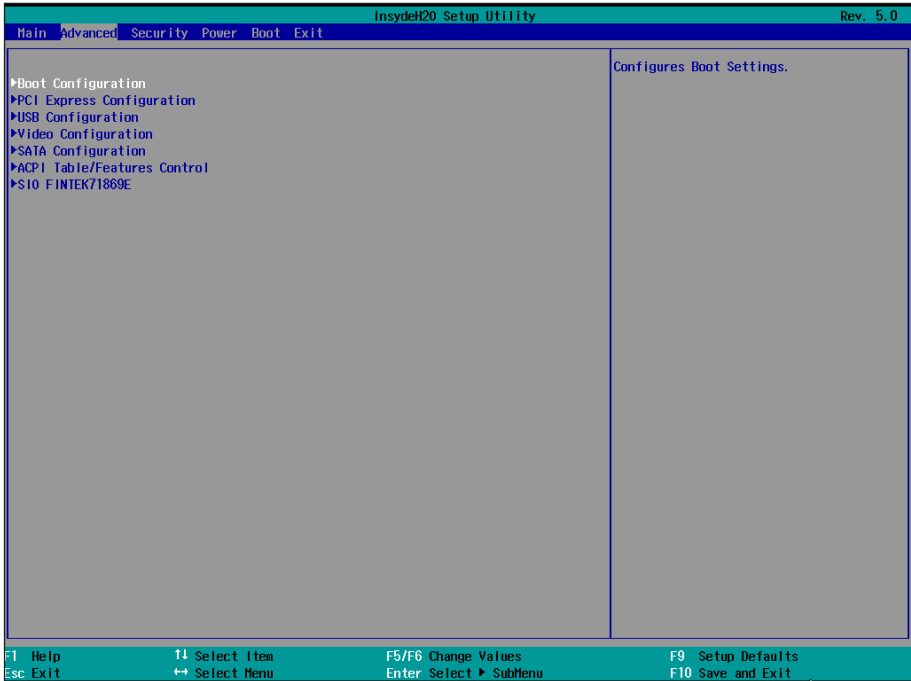 InsydeH20 Setup Utility Rev. 5.0
Main Advanced Security Power Boot Exit
Configures Boot Settings.
▶Boot Configuration
▶PCI Express Configuration
▶USB Configuration
▶Video Configuration
▶SATA Configuration
▶ACPI Table/Features Control
▶SIO FINTEK71869E
F1 Help ↑↓ Select Item F5/F6 Change Values F9 Setup Defaults
Esc Exit ↔ Select Menu Enter Select ▶ SubMenu F10 Save and Exit